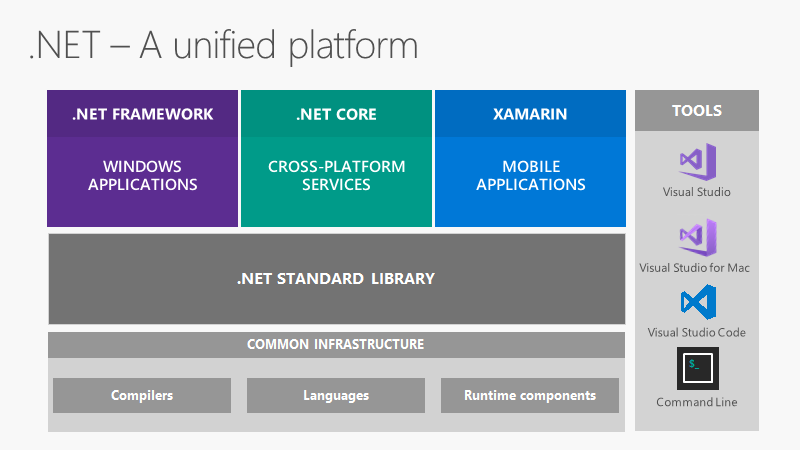 .NET – A unified platform
.NET FRAMEWORK
WINDOWS
APPLICATIONS
.NET CORE
CROSS-PLATFORM
SERVICES
XAMARIN
MOBILE
APPLICATIONS
.NET STANDARD LIBRARY
COMMON INFRASTRUCTURE
Compilers
Languages
Runtime components
TOOLS
Visual Studio
Visual Studio for Mac
Visual Studio Code
$_
Command Line